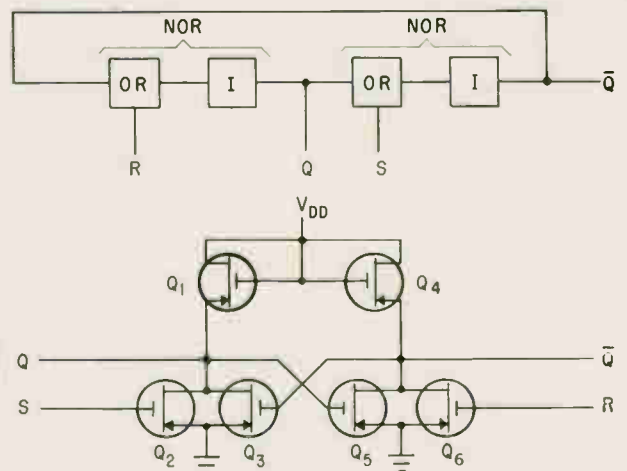 NOR NOR
OR I OR I Q̅
R Q S
V_DD
Q₁ Q₄
Q Q̅
S R
Q₂ Q₃ Q₅ Q₆